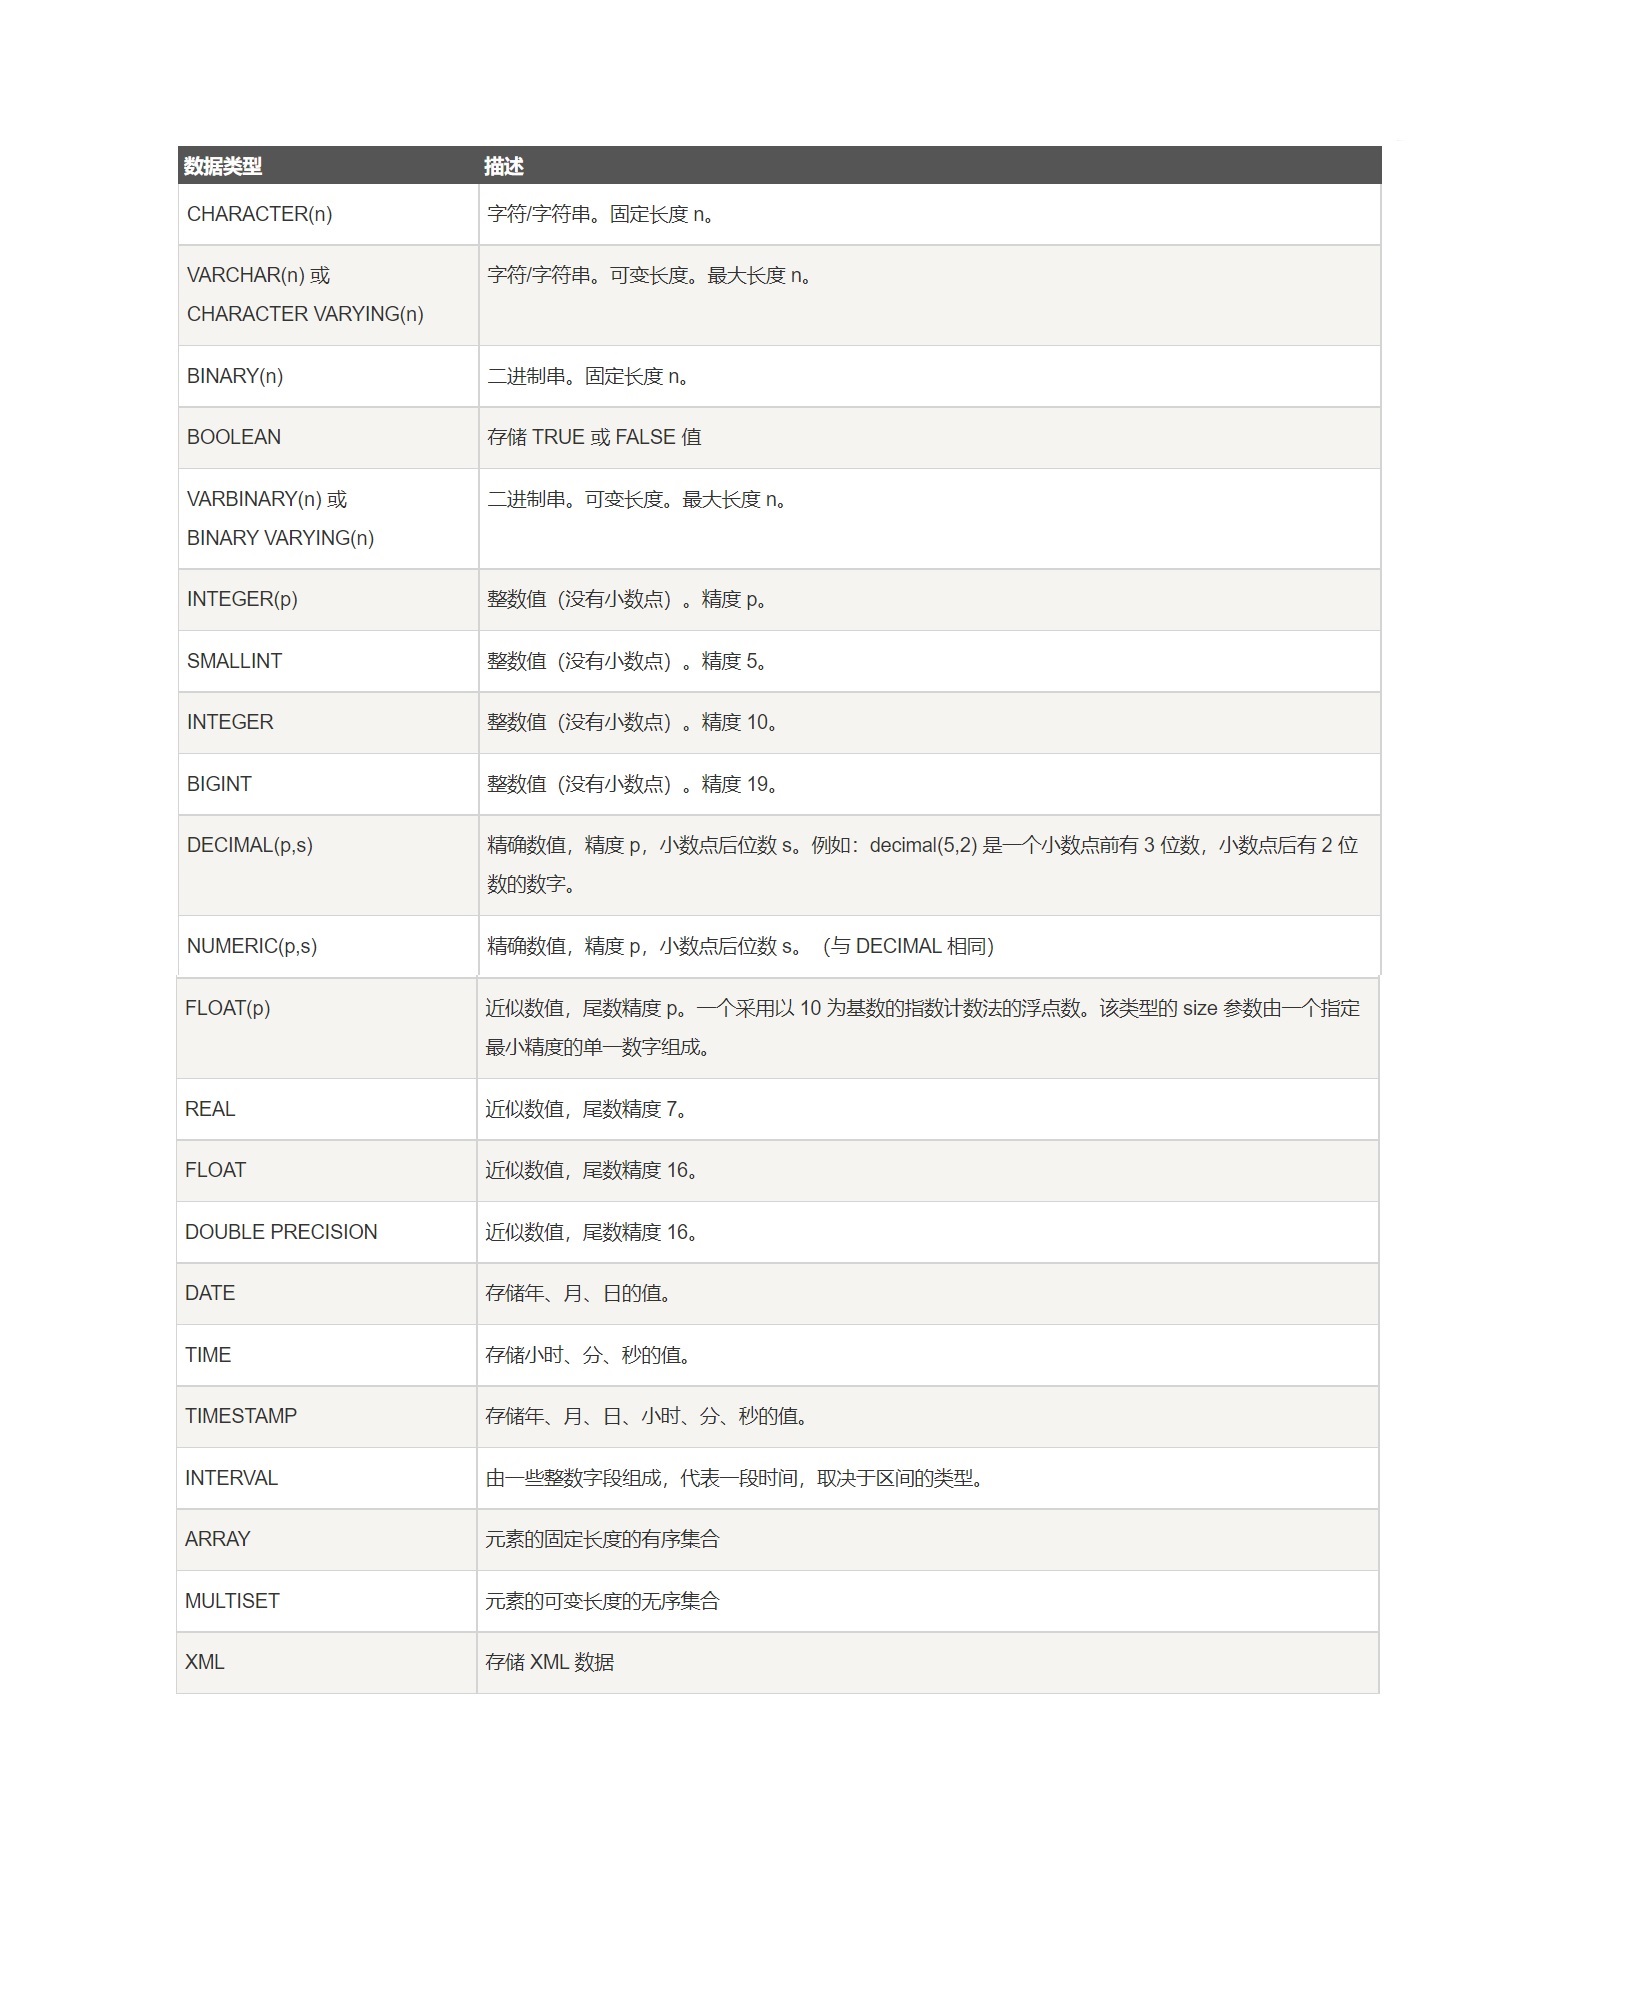 数据类型 描述
CHARACTER(n) 字符/字符串。固定长度 n。
VARCHAR(n) 或 字符/字符串。可变长度。最大长度 n。
CHARACTER VARYING(n)
BINARY(n) 二进制串。固定长度 n。
BOOLEAN 存储 TRUE 或 FALSE 值
VARBINARY(n) 或 二进制串。可变长度。最大长度 n。
BINARY VARYING(n)
INTEGER(p) 整数值（没有小数点）。精度 p。
SMALLINT 整数值（没有小数点）。精度 5。
INTEGER 整数值（没有小数点）。精度 10。
BIGINT 整数值（没有小数点）。精度 19。
DECIMAL(p,s) 精确数值，精度 p，小数点后位数 s。例如：decimal(5,2) 是一个小数点前有 3 位数，小数点后有 2 位
数的数字。
NUMERIC(p,s) 精确数值，精度 p，小数点后位数 s。（与 DECIMAL 相同）
FLOAT(p) 近似数值，尾数精度 p。一个采用以 10 为基数的指数计数法的浮点数。该类型的 size 参数由一个指定
最小精度的单一数字组成。
REAL 近似数值，尾数精度 7。
FLOAT 近似数值，尾数精度 16。
DOUBLE PRECISION 近似数值，尾数精度 16。
DATE 存储年、月、日的值。
TIME 存储小时、分、秒的值。
TIMESTAMP 存储年、月、日、小时、分、秒的值。
INTERVAL 由一些整数字段组成，代表一段时间，取决于区间的类型。
ARRAY 元素的固定长度的有序集合
MULTISET 元素的可变长度的无序集合
XML 存储 XML 数据